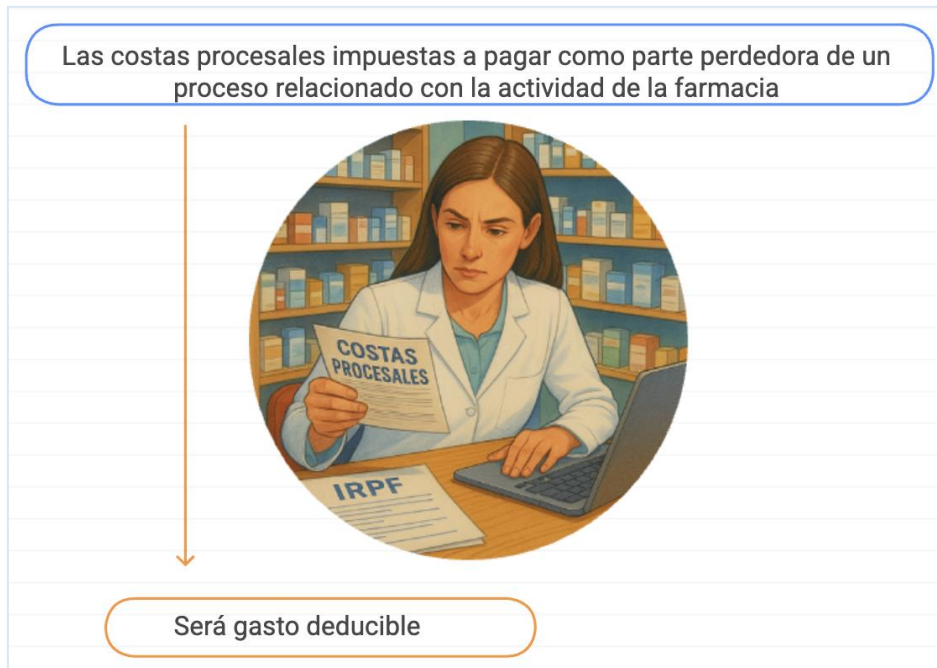 Las costas procesales impuestas a pagar como parte perdedora de un
proceso relacionado con la actividad de la farmacia
COSTAS
PROCESALES
IRPF
Será gasto deducible